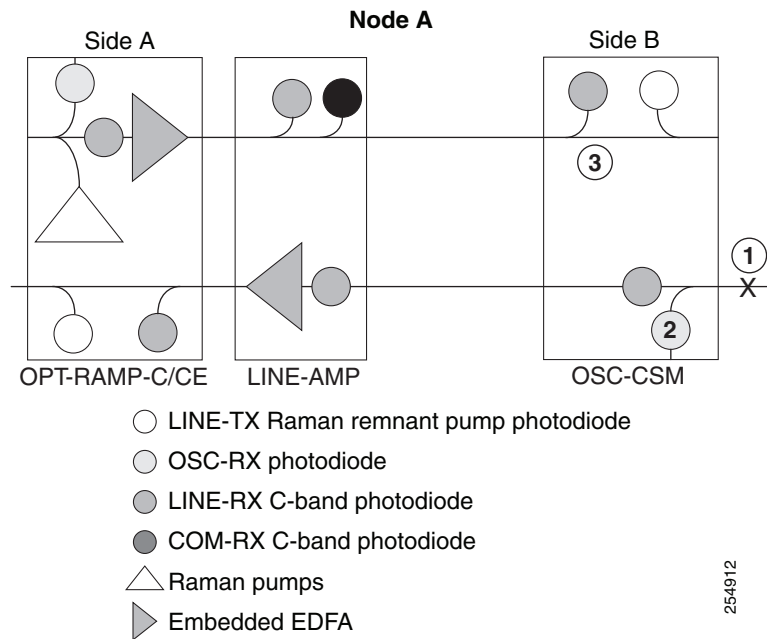 Node A
Side A
Side B
3
1
X
2
OPT-RAMP-C/CE
LINE-AMP
OSC-CSM
LINE-TX Raman remnant pump photodiode
OSC-RX photodiode
LINE-RX C-band photodiode
COM-RX C-band photodiode
Raman pumps
Embedded EDFA
254912